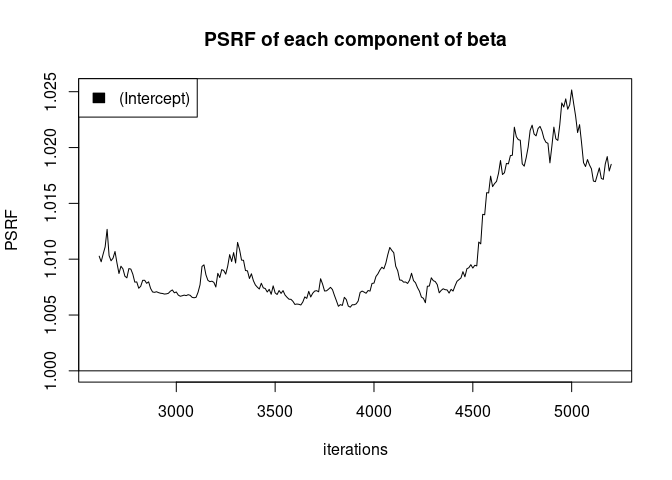 PSRF of each component of beta
(Intercept)
PSRF
1.025
1.020
1.015
1.010
1.005
1.000
3000 3500 4000 4500 5000
iterations